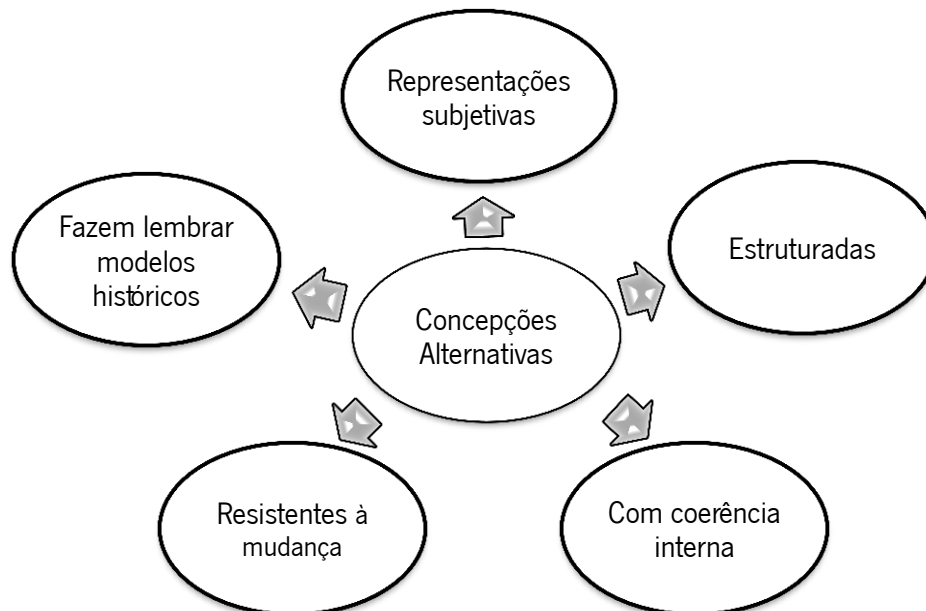 Representações
subjetivas
Fazem lembrar
modelos
históricos
Estruturadas
Concepções
Alternativas
Resistentes à
mudança
Com coerência
interna